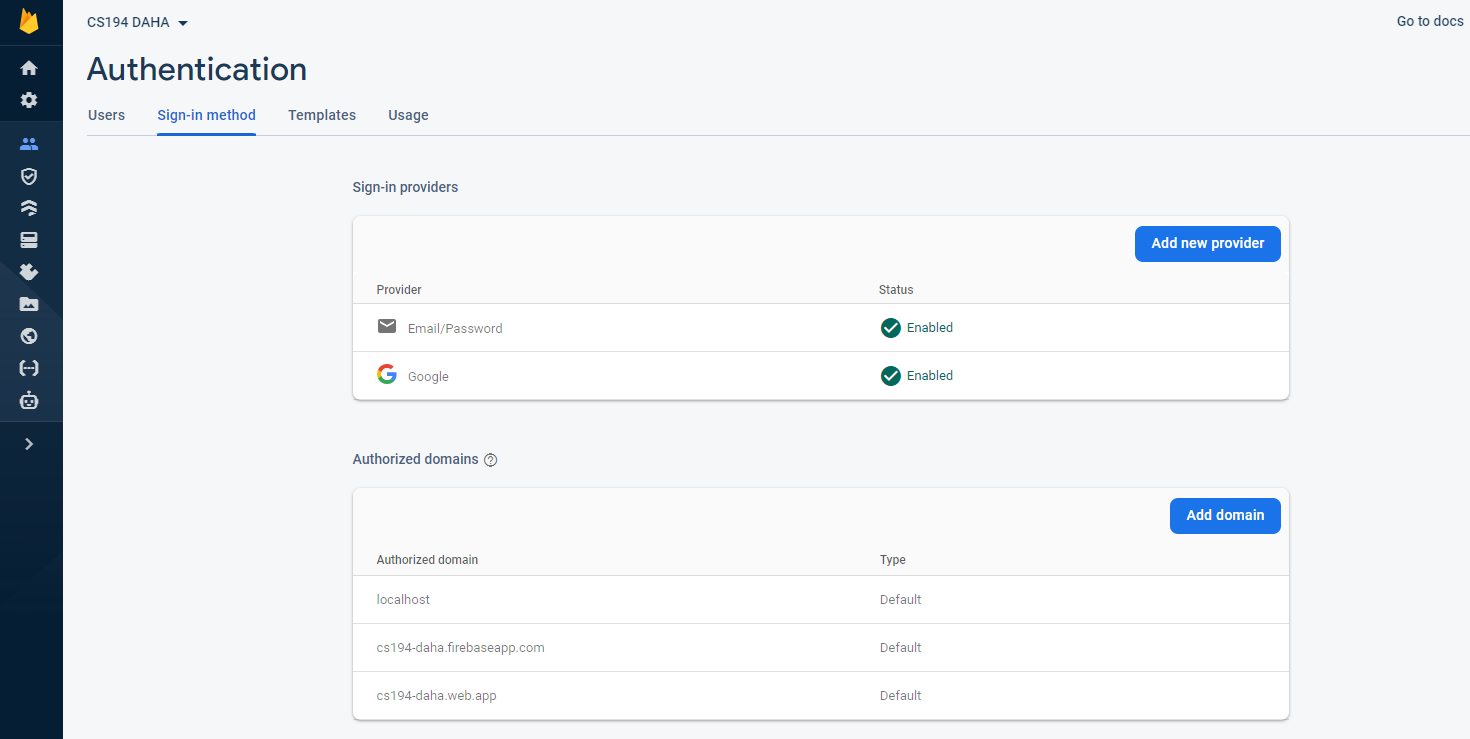 CS194 DAHA
Go to docs
Authentication
Users Sign-in method Templates Usage
Sign-in providers
Add new provider
Provider Status
Email/Password Enabled
Google Enabled
Authorized domains
Add domain
Authorized domain Type
localhost Default
cs194-daha.firebaseapp.com Default
cs194-daha.web.app Default